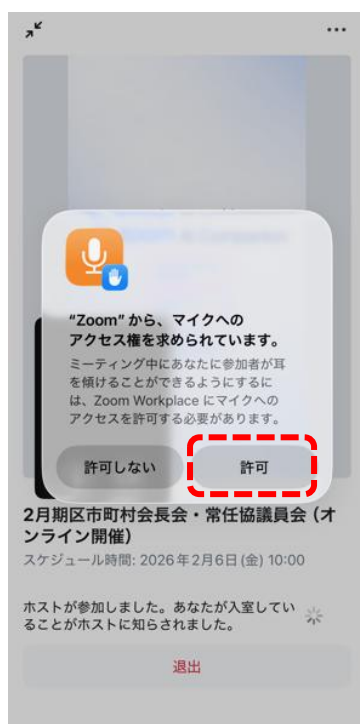 “Zoom” から、マイクへの
アクセス権を求められています。
ミーティング中にあなたに参加者が耳
を傾けることができるようにするに
は、Zoom Workplace にマイクへの
アクセスを許可する必要があります。
許可しない
許可
2月期区市町村会長会・常任協議員会（オ
ンライン開催）
スケジュール時間: 2026年2月6日(金) 10:00
ホストが参加しました。あなたが入室してい
ることがホストに知らされました。
退出